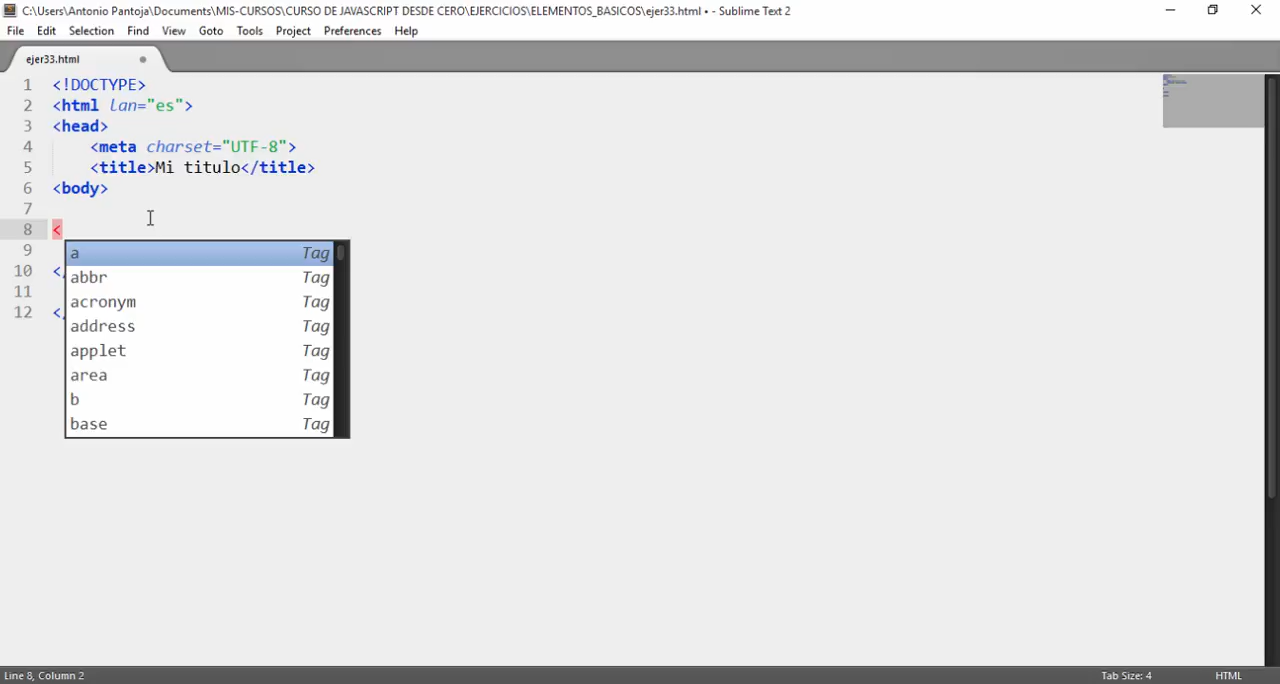 C:\Users\Antonio Pantoja\Documents\MIS-CURSOS\CURSO DE JAVASCRIPT DESDE CERO\EJERCICIOS\ELEMENTOS_BASICOS\ejer33.html • - Sublime Text 2
File Edit Selection Find View Goto Tools Project Preferences Help
ejer33.html
1 <!DOCTYPE>
2 <html lan="es">
3 <head>
4 <meta charset="UTF-8">
5 <title>Mi titulo</title>
6 <body>
7
8 <
a Tag
9
abbr Tag
10 </
acronym Tag
11
12 </
address Tag
applet Tag
area Tag
b Tag
base Tag
Line 8, Column 2 Tab Size: 4 HTML